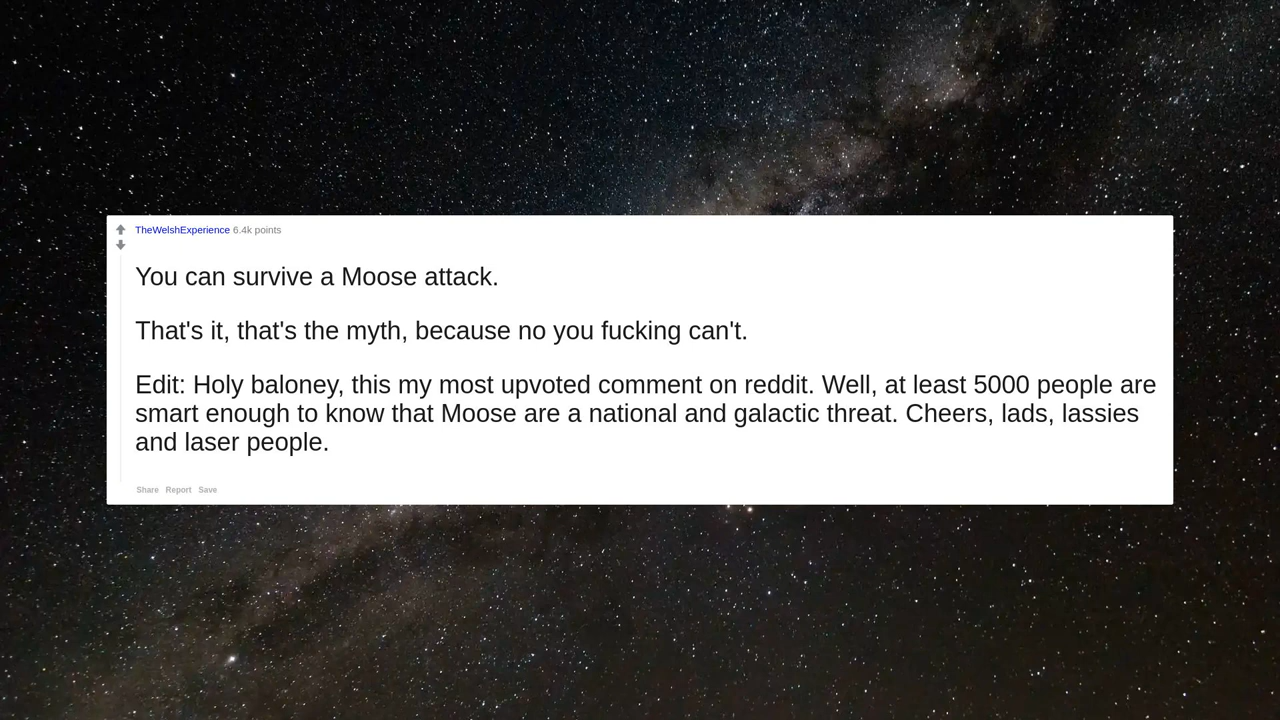 TheWelshExperience 6.4k points
You can survive a Moose attack.
That's it, that's the myth, because no you fucking can't.
Edit: Holy baloney, this my most upvoted comment on reddit. Well, at least 5000 people are
smart enough to know that Moose are a national and galactic threat. Cheers, lads, lassies
and laser people.
Share Report Save